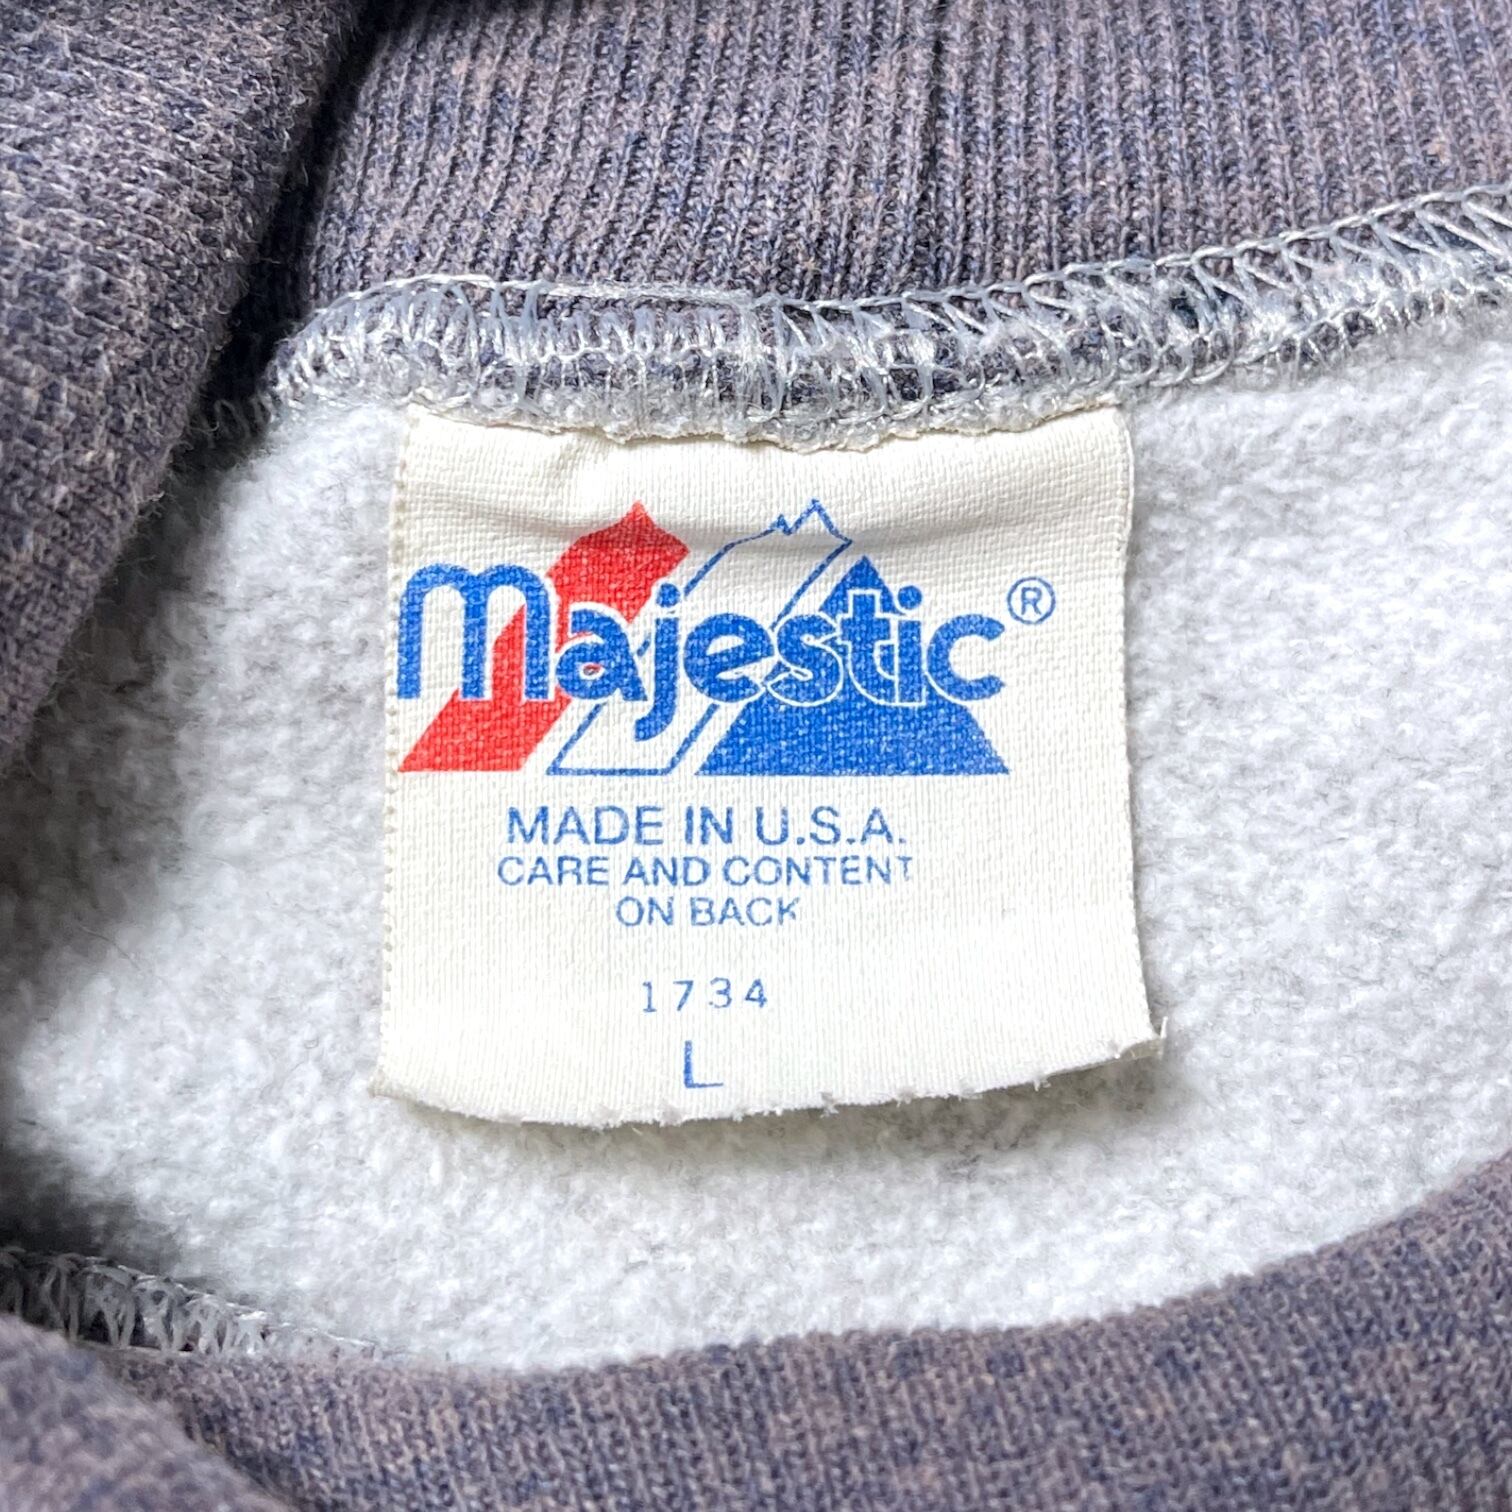 majestic®
MADE IN U.S.A.
CARE AND CONTENT
ON BACK
1734
L